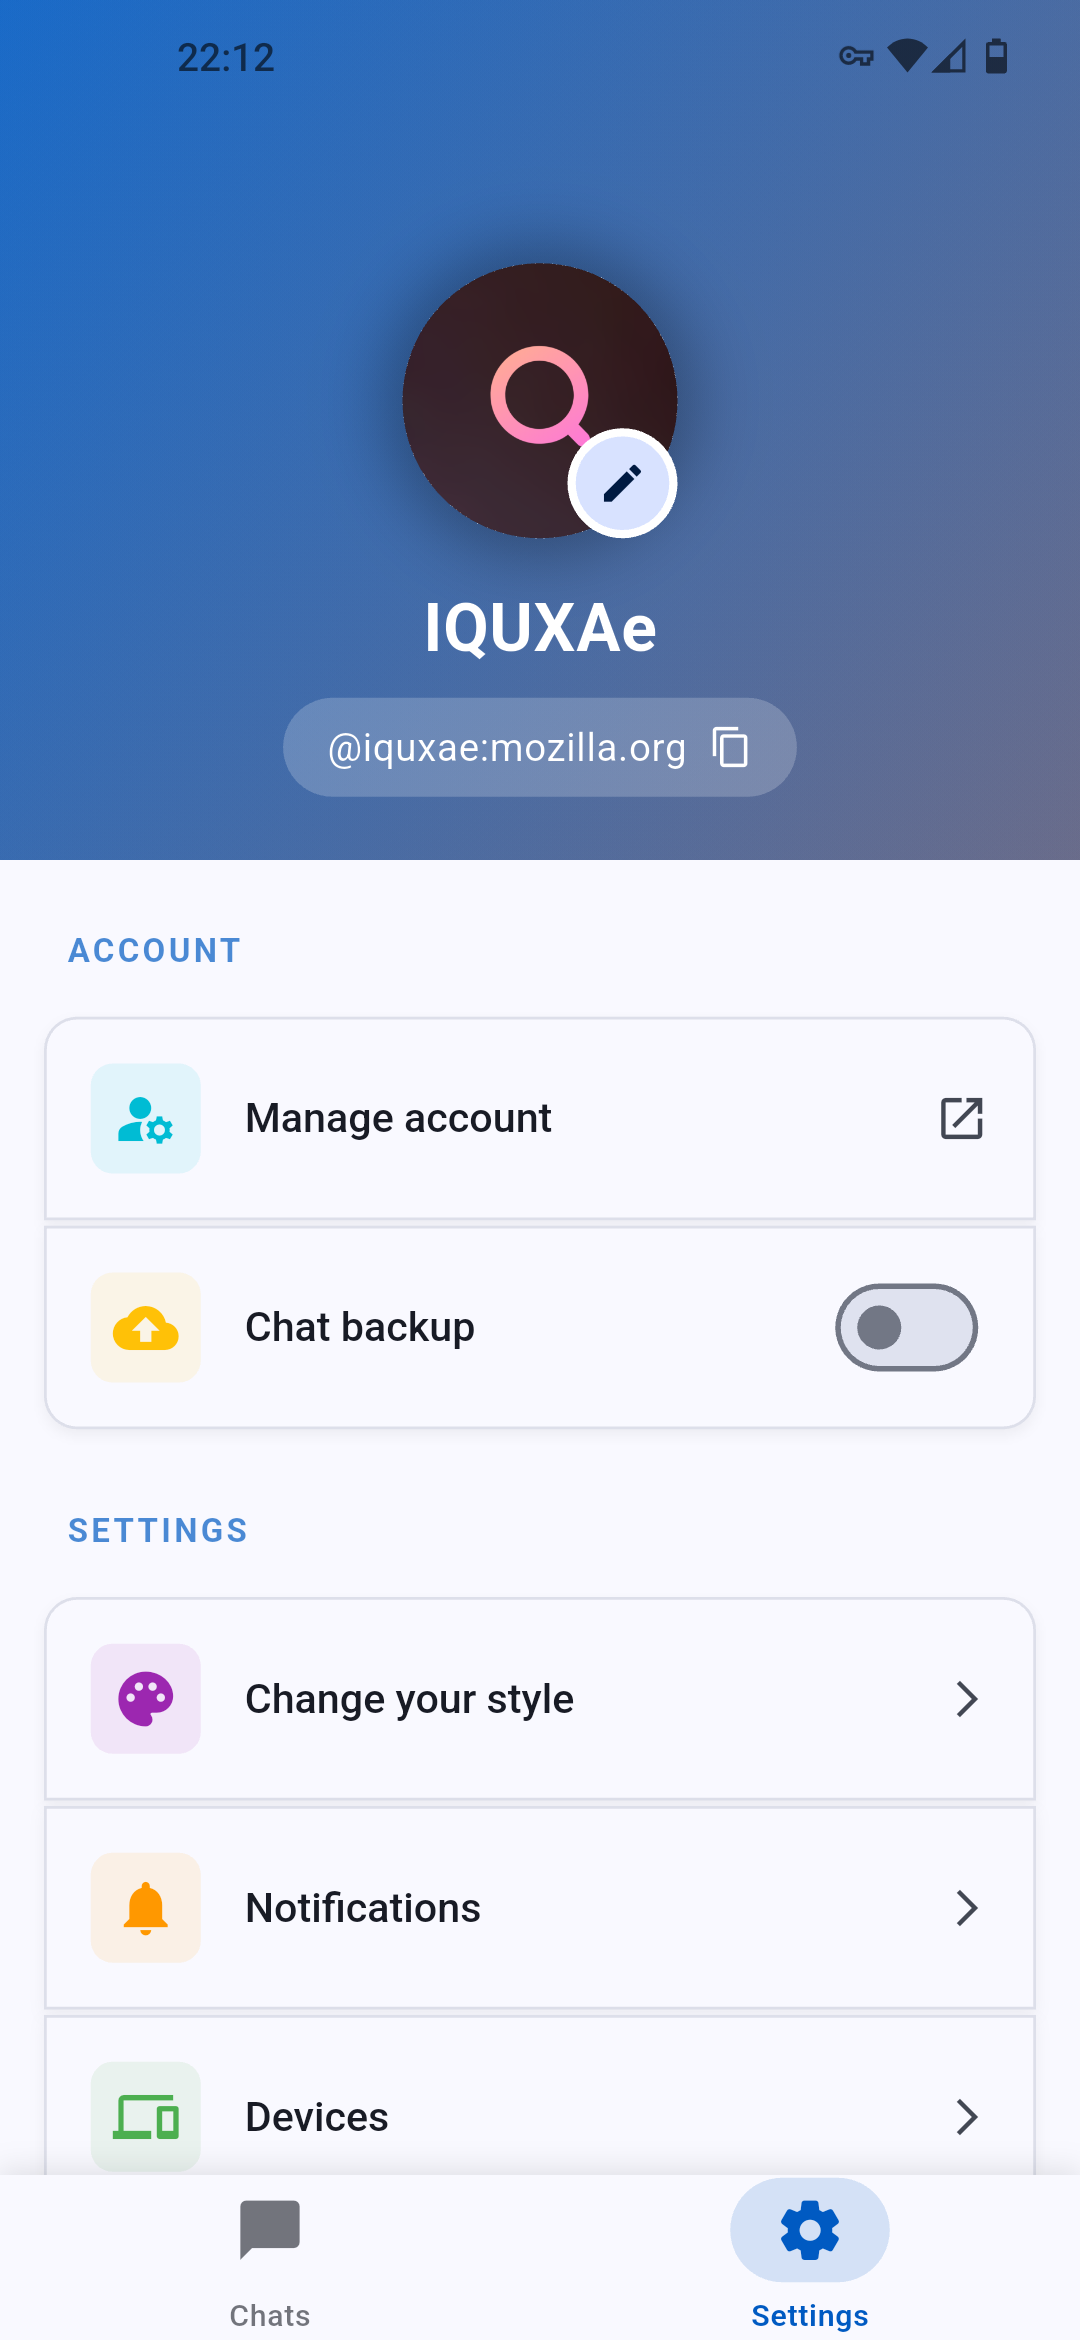 22:12
IQUXAe
@iquxae:mozilla.org
ACCOUNT
Manage account
Chat backup
SETTINGS
Change your style
Notifications
Devices
Chats
Settings